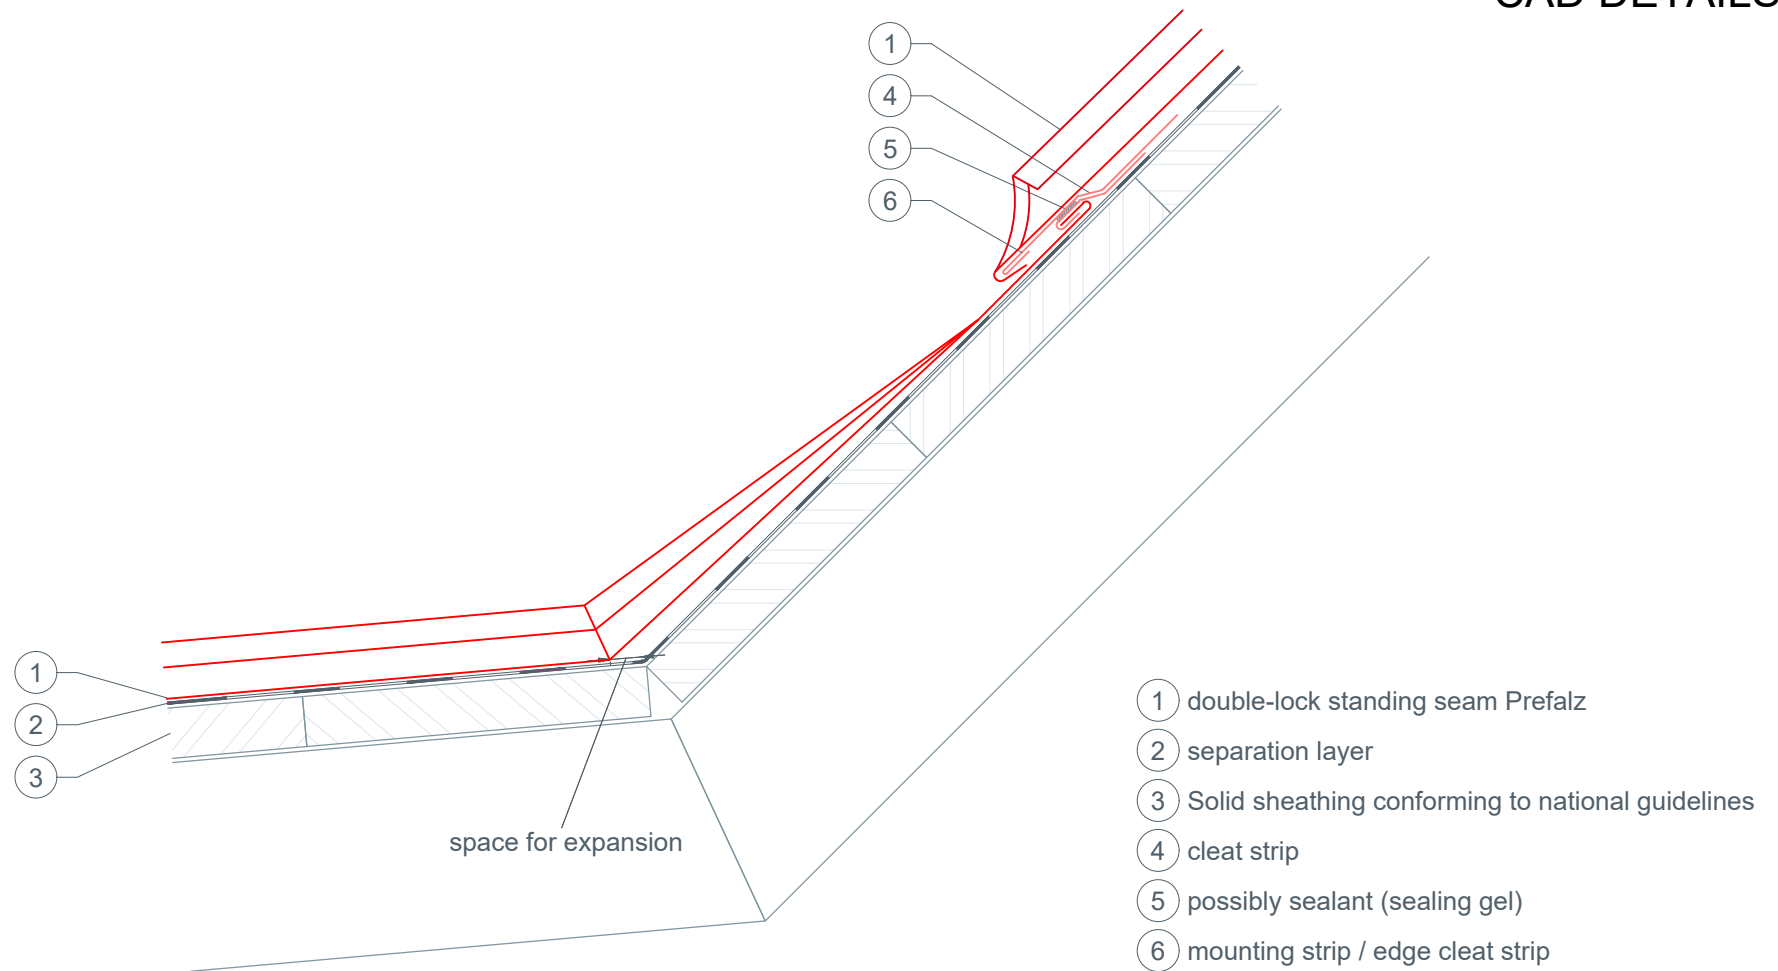 CAD DETAILS
1
4
5
6
1
2
3
space for expansion
1 double-lock standing seam Prefalz
2 separation layer
3 Solid sheathing conforming to national guidelines
4 cleat strip
5 possibly sealant (sealing gel)
6 mounting strip / edge cleat strip